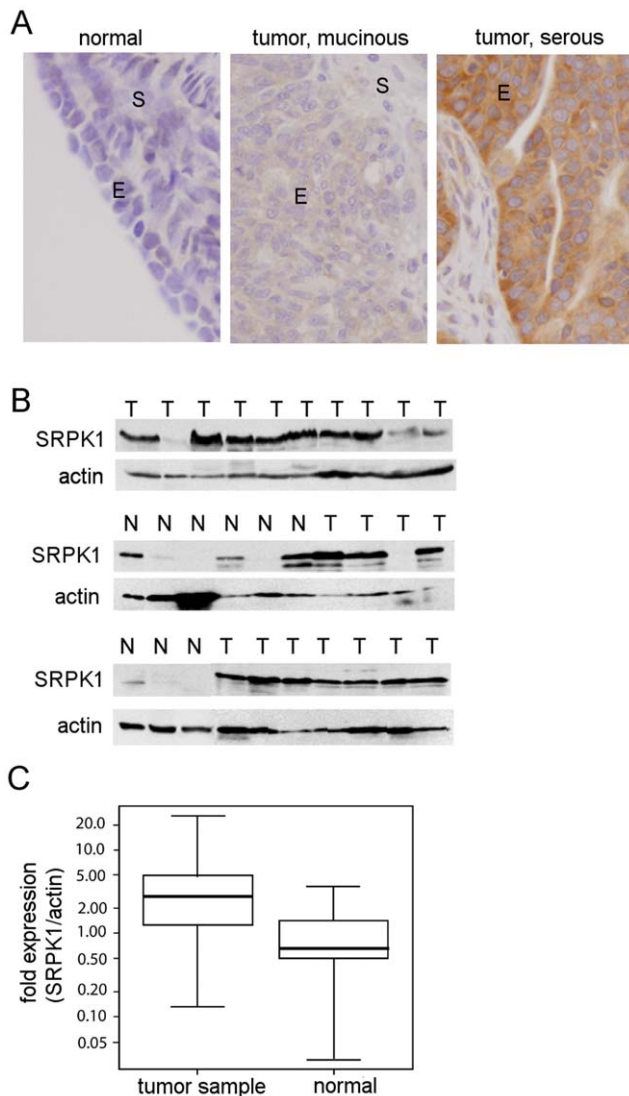 A
normal
tumor, mucinous
tumor, serous
S
E
S
E
E
B
T T T T T T T T T T
SRPK1
actin
N N N N N N T T T T
SRPK1
actin
N N N T T T T T T T
SRPK1
actin
C
fold expression
(SRPK1/actin)
20.0
10.0
5.00
2.00
1.00
0.50
0.20
0.10
0.05
tumor sample
normal